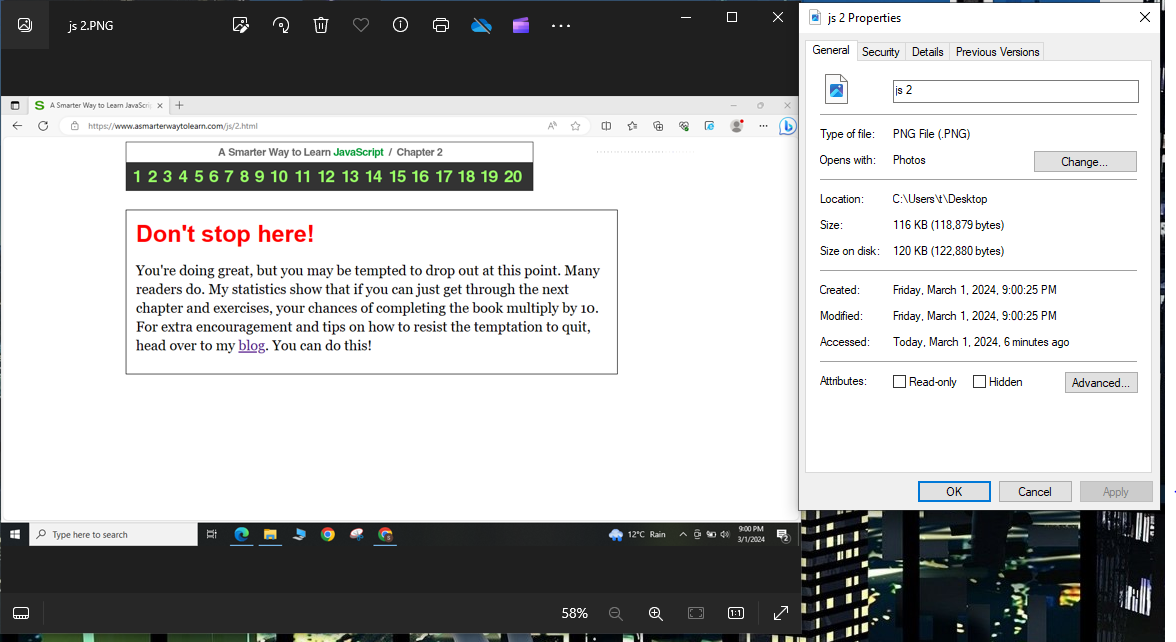 js 2.PNG
A Smarter Way to Learn JavaScri
https://www.asmarterwaytolearn.com/js/2.html
A Smarter Way to Learn JavaScript / Chapter 2
1 2 3 4 5 6 7 8 9 10 11 12 13 14 15 16 17 18 19 20
Don't stop here!
You're doing great, but you may be tempted to drop out at this point. Many
readers do. My statistics show that if you can just get through the next
chapter and exercises, your chances of completing the book multiply by 10.
For extra encouragement and tips on how to resist the temptation to quit,
head over to my blog. You can do this!
Type here to search
12°C Rain
9:00 PM
3/1/2024
2
58%
1:1
js 2 Properties
General Security Details Previous Versions
js 2
Type of file: PNG File (.PNG)
Opens with: Photos
Change...
Location: C:\Users\t\Desktop
Size: 116 KB (118,879 bytes)
Size on disk: 120 KB (122,880 bytes)
Created: Friday, March 1, 2024, 9:00:25 PM
Modified: Friday, March 1, 2024, 9:00:25 PM
Accessed: Today, March 1, 2024, 6 minutes ago
Attributes: Read-only Hidden Advanced...
OK Cancel Apply